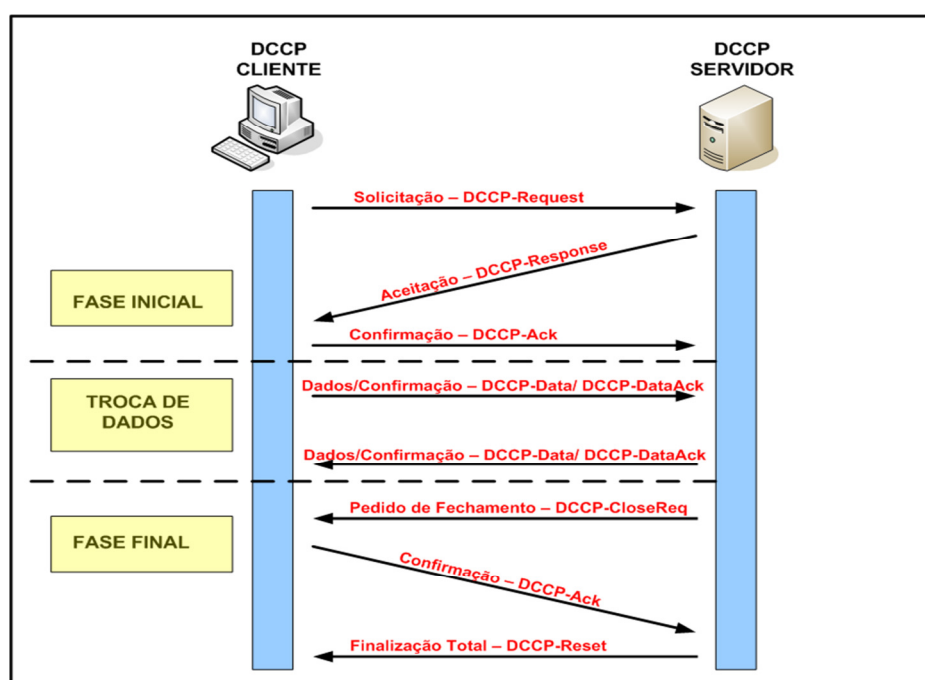 DCCP
CLIENTE
DCCP
SERVIDOR
Solicitação – DCCP-Request
Aceitação – DCCP-Response
FASE INICIAL
Confirmação – DCCP-Ack
Dados/Confirmação – DCCP-Data/ DCCP-DataAck
TROCA DE
DADOS
Dados/Confirmação – DCCP-Data/ DCCP-DataAck
Pedido de Fechamento – DCCP-CloseReq
FASE FINAL
Confirmação – DCCP-Ack
Finalização Total – DCCP-Reset